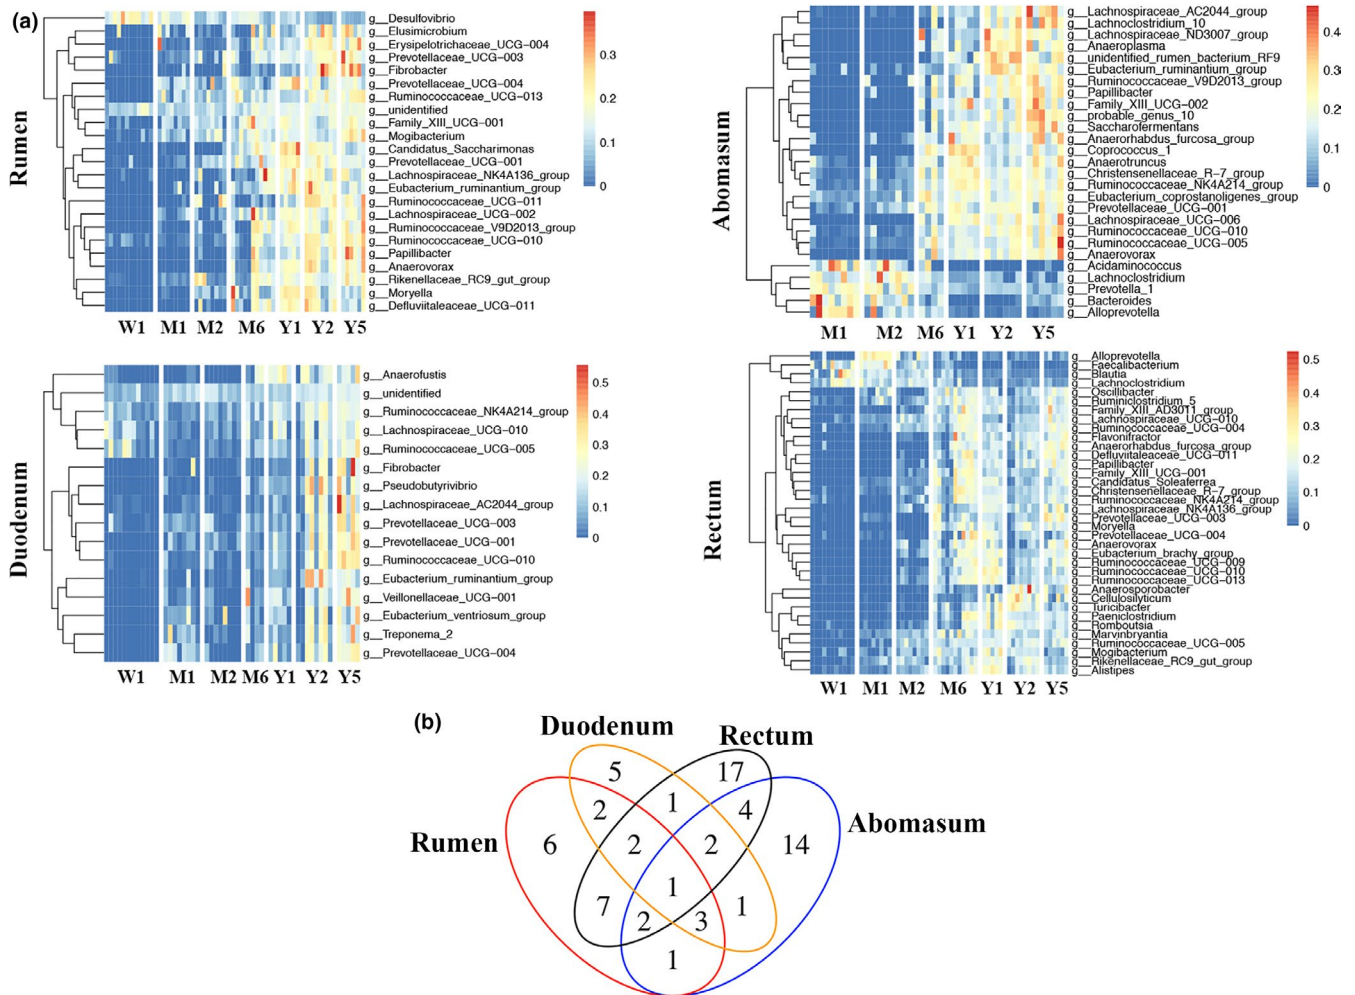 (a)
Rumen
g__Desulfovibrio
g__Elusimicrobium
g__Erysipelotrichaceae_UCG-004
g__Prevotellaceae_UCG-003
g__Fibrobacter
g__Prevotellaceae_UCG-004
g__Ruminococcaceae_UCG-013
g__unidentified
g__Family_XIII_UCG-001
g__Mogibacterium
g__Candidatus_Saccharimonas
g__Prevotellaceae_UCG-001
g__Lachnospiraceae_NK4A136_group
g__Eubacterium_ruminantium_group
g__Ruminococcaceae_UCG-011
g__Lachnospiraceae_UCG-002
g__Ruminococcaceae_V9D2013_group
g__Ruminococcaceae_UCG-010
g__Papillibacter
g__Anaerovorax
g__Rikenellaceae_RC9_gut_group
g__Moryella
g__Defluviitaleaceae_UCG-011
W1 M1 M2 M6 Y1 Y2 Y5
0.3
0.2
0.1
0
Abomasum
g__Lachnospiraceae_AC2044_group
g__Lachnoclostridium_10
g__Lachnospiraceae_ND3007_group
g__Anaeroplasma
g__unidentified_rumen_bacterium_RF9
g__Eubacterium_ruminantium_group
g__Ruminococcaceae_V9D2013_group
g__Papillibacter
g__Family_XIII_UCG-002
g__probable_genus_10
g__Saccharofermentans
g__Anaerorhabdus_furcosa_group
g__Coprococcus_1
g__Anaerotruncus
g__Christensenellaceae_R-7_group
g__Ruminococcaceae_NK4A214_group
g__Eubacterium_coprostanoligenes_group
g__Prevotellaceae_UCG-001
g__Lachnospiraceae_UCG-006
g__Ruminococcaceae_UCG-010
g__Ruminococcaceae_UCG-005
g__Anaerovorax
g__Acidaminococcus
g__Lachnoclostridium
g__Prevotella_1
g__Bacteroides
g__Alloprevotella
M1 M2 M6 Y1 Y2 Y5
0.4
0.3
0.2
0.1
0
Duodenum
g__Anaerofustis
g__unidentified
g__Ruminococcaceae_NK4A214_group
g__Lachnospiraceae_UCG-010
g__Ruminococcaceae_UCG-005
g__Fibrobacter
g__Pseudobutyrivibrio
g__Lachnospiraceae_AC2044_group
g__Prevotellaceae_UCG-003
g__Prevotellaceae_UCG-001
g__Ruminococcaceae_UCG-010
g__Eubacterium_ruminantium_group
g__Veillonellaceae_UCG-001
g__Eubacterium_ventriosum_group
g__Treponema_2
g__Prevotellaceae_UCG-004
W1 M1 M2 M6 Y1 Y2 Y5
0.5
0.4
0.3
0.2
0.1
0
Rectum
g__Alloprevotella
g__Faecalibacterium
g__Blautia
g__Lachnoclostridium
g__Oscillibacter
g__Ruminiclostridium_5
g__Family_XIII_AD3011_group
g__Lachnospiraceae_UCG-010
g__Ruminococcaceae_UCG-004
g__Flavonifractor
g__Anaerorhabdus_furcosa_group
g__Defluviitaleaceae_UCG-011
g__Papillibacter
g__Family_XIII_UCG-001
g__Candidatus_Soleaferrea
g__Christensenellaceae_R-7_group
g__Ruminococcaceae_NK4A214_group
g__Lachnospiraceae_NK4A136_group
g__Prevotellaceae_UCG-003
g__Moryella
g__Prevotellaceae_UCG-004
g__Anaerovorax
g__Eubacterium_brachy_group
g__Ruminococcaceae_UCG-009
g__Ruminococcaceae_UCG-010
g__Ruminococcaceae_UCG-013
g__Anaerosporobacter
g__Cellulosilyticum
g__Turicibacter
g__Paeniclostridium
g__Romboutsia
g__Marvinbryantia
g__Ruminococcaceae_UCG-005
g__Mogibacterium
g__Rikenellaceae_RC9_gut_group
g__Alistipes
W1 M1 M2 M6 Y1 Y2 Y5
0.5
0.4
0.3
0.2
0.1
0
(b)
Duodenum
Rectum
Rumen
Abomasum
5 17
2 1 4
6 2 2 14
1
7 2 3 1
1